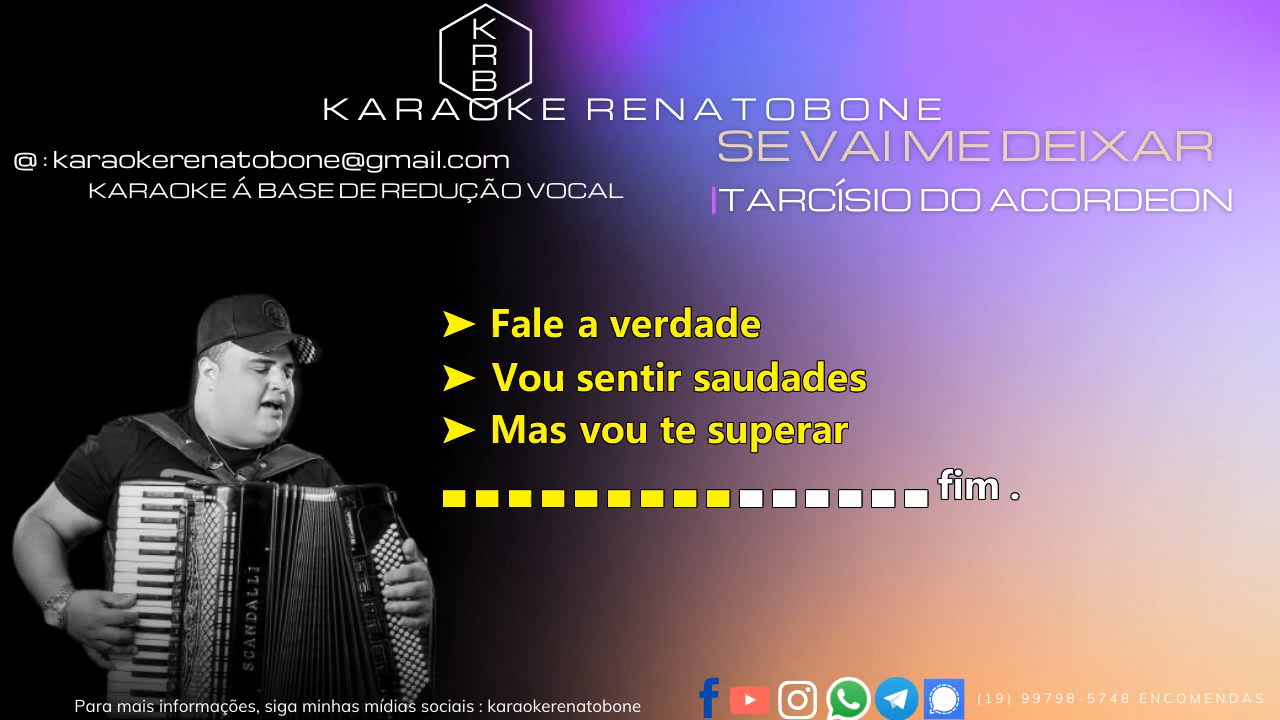 K
R
B
KARAOKE RENATOBONE
SE VAI ME DEIXAR
@ : karaokerenatobone@gmail.com
KARAOKE Á BASE DE REDUÇÃO VOCAL
TARCÍSIO DO ACORDEON
➤ Fale a verdade
➤ Vou sentir saudades
➤ Mas vou te superar
fim .
SCANDALLI
Para mais informações, siga minhas mídias sociais : karaokerenatobone
(19) 99798-5748 ENCOMENDAS